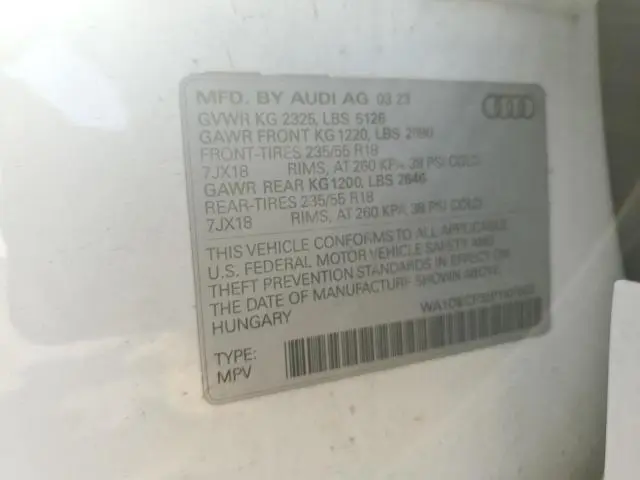 MFD. BY AUDI AG 03 23
GVWR KG 2325, LBS 5126
GAWR FRONT KG 1220, LBS 2690
FRONT-TIRES 235/55 R18
7JX18 RIMS, AT 260 KPA, 38 PSI COLD
GAWR REAR KG1200, LBS 2646
REAR-TIRES 235/55 R18
7JX18 RIMS, AT 260 KPA, 38 PSI COLD
THIS VEHICLE CONFORMS TO ALL APPLICABLE
U.S. FEDERAL MOTOR VEHICLE SAFETY AND
THEFT PREVENTION STANDARDS IN EFFECT ON
THE DATE OF MANUFACTURE SHOWN ABOVE.
HUNGARY
TYPE:
MPV